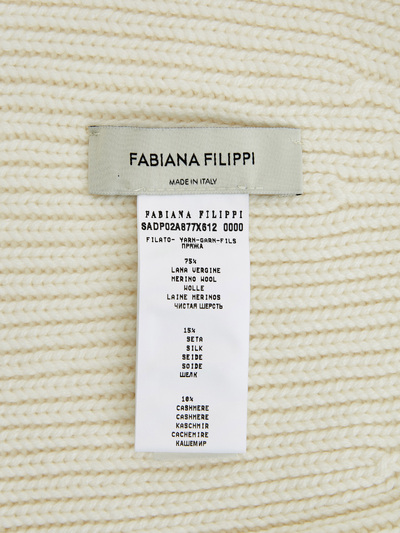 FABIANA FILIPPI
MADE IN ITALY
FABIANA FILIPPI
SADP02A877X612 0000
FILATO- YARN-GARN-FILS
ПРЯЖА
75%
LANA VERGINE
MERINO WOOL
WOLLE
LAINE MERINOS
ЧИСТАЯ ШЕРСТЬ
15%
SETA
SILK
SEIDE
SOIDE
ШЕЛК
10%
CASHMERE
CASHMERE
KASCHMIR
CACHEMIRE
КАШЕМИР